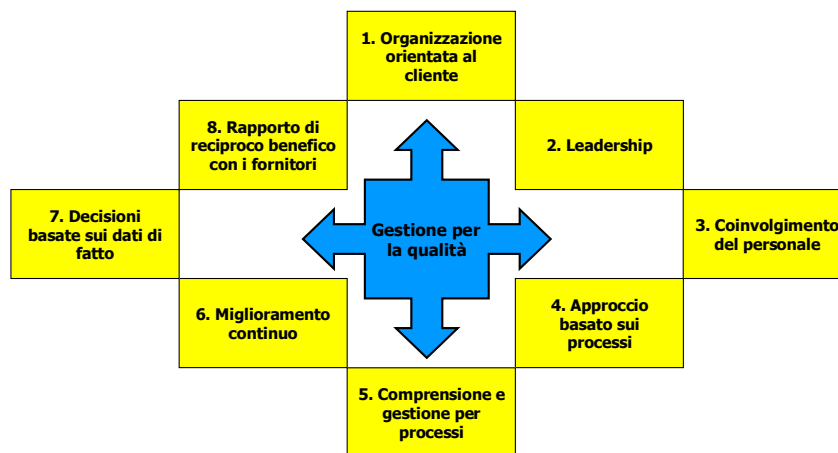 1. Organizzazione
orientata al
cliente
8. Rapporto di
reciproco benefico
con i fornitori
2. Leadership
7. Decisioni
basate sui dati di
fatto
Gestione per
la qualità
3. Coinvolgimento
del personale
6. Miglioramento
continuo
4. Approccio
basato sui
processi
5. Comprensione e
gestione per
processi